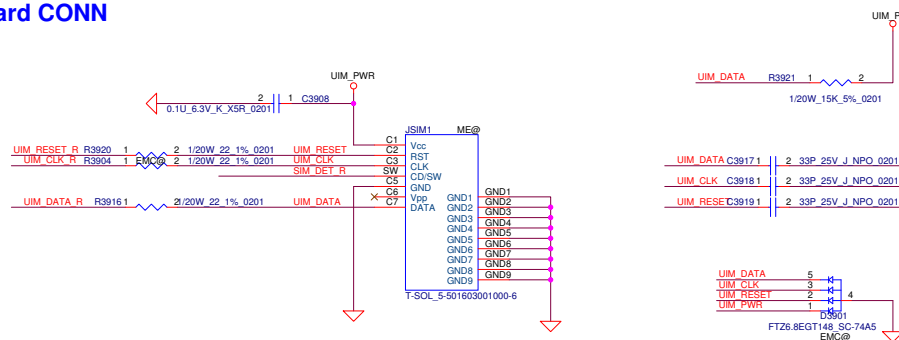 ard CONN
UIM_P
UIM_PWR
UIM_DATA R3921 1 2
1/20W_15K_5%_0201
2 1 C3908
0.1U_6.3V_K_X5R_0201
JSIM1 ME@
UIM_RESET_R R3920 1 2 1/20W_22_1%_0201 UIM_RESET
UIM_CLK_R R3904 1 EMC@ 2 1/20W_22_1%_0201 UIM_CLK
SIM_DET_R
UIM_DATA_R R3916 1 2 1/20W_22_1%_0201 UIM_DATA
C1 Vcc
C2 RST
C3 CLK
SW CD/SW
C5 GND
C6 Vpp
C7 DATA
GND1 GND1
GND2 GND2
GND3 GND3
GND4 GND4
GND5 GND5
GND6 GND6
GND7 GND7
GND8 GND8
GND9 GND9
T-SOL_5-501603001000-6
UIM_DATA C3917 1 2 33P_25V_J_NPO_0201
UIM_CLK C3918 1 2 33P_25V_J_NPO_0201
UIM_RESET C3919 1 2 33P_25V_J_NPO_0201
UIM_DATA 5
UIM_CLK 3
UIM_RESET 2 4
UIM_PWR 1
D3901
FTZ6.8EGT148_SC-74A5
EMC@